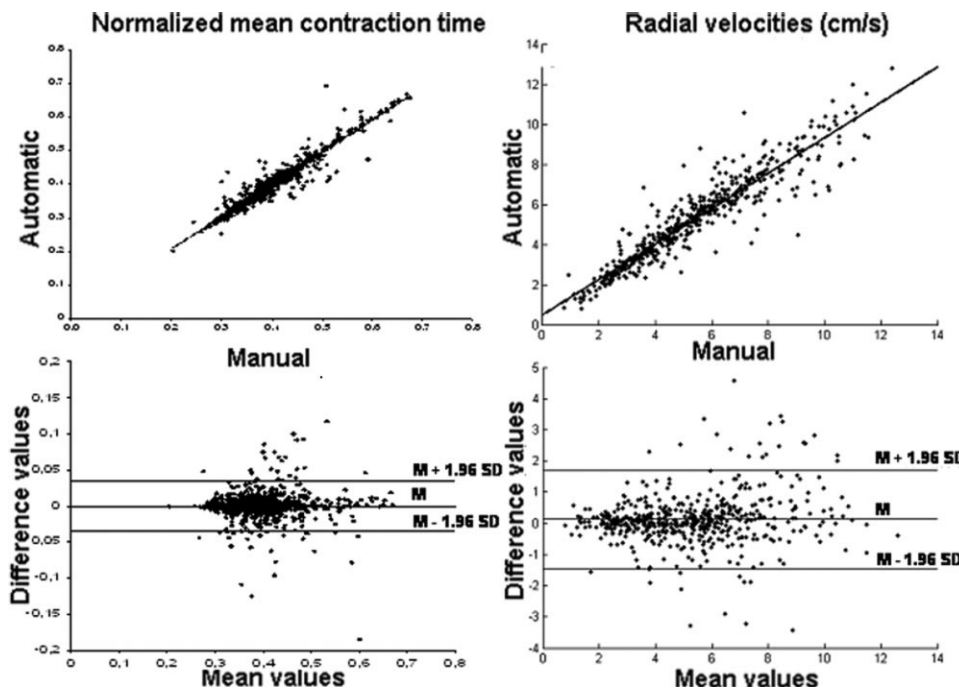 Normalized mean contraction time
Automatic
0.8
0.7
0.6
0.5
0.4
0.3
0.2
0.1
0
0.0 0.1 0.2 0.3 0.4 0.5 0.6 0.7 0.8
Manual
Radial velocities (cm/s)
Automatic
14
12
10
8
6
4
2
0
0 2 4 6 8 10 12 14
Manual
Difference values
0,2
0,15
0,1
0,05
0
-0,05
-0,1
-0,15
-0,2
M + 1.96 SD
M
M - 1.96 SD
0,0 0,1 0,2 0,3 0,4 0,5 0,6 0,7 0,8
Mean values
Difference values
5
4
3
2
1
0
-1
-2
-3
-4
M + 1.96 SD
M
M - 1.96 SD
0 2 4 6 8 10 12 14
Mean values